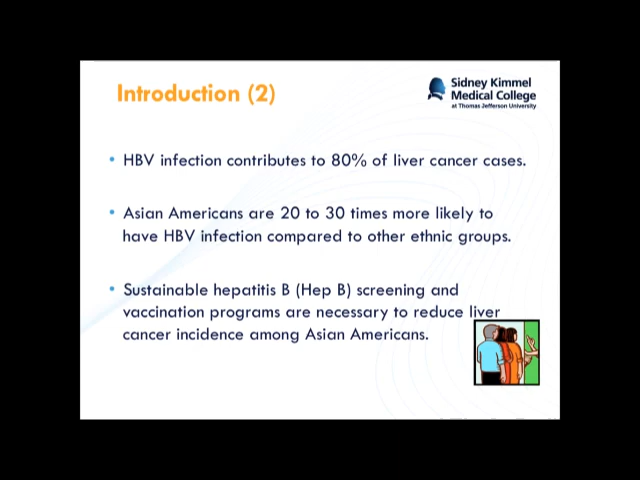 Introduction (2)
Sidney Kimmel
Medical College
at Thomas Jefferson University
• HBV infection contributes to 80% of liver cancer cases.
• Asian Americans are 20 to 30 times more likely to
have HBV infection compared to other ethnic groups.
• Sustainable hepatitis B (Hep B) screening and
vaccination programs are necessary to reduce liver
cancer incidence among Asian Americans.